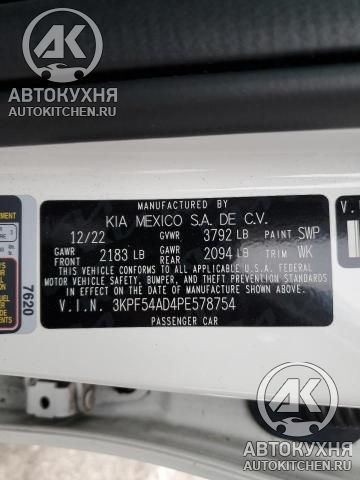 АК
АВТОКУХНЯ
AUTOKITCHEN.RU
MANUFACTURED BY
KIA MEXICO S.A. DE C.V.
12/22 GVWR 3792 LB PAINT SWP
GAWR FRONT 2183 LB GAWR REAR 2094 LB TRIM WK
THIS VEHICLE CONFORMS TO ALL APPLICABLE U.S.A. FEDERAL
MOTOR VEHICLE SAFETY, BUMPER, AND
THEFT PREVENTION STANDARDS IN EFFECT ON THE DATE OF MANUFACTURE SHOWN ABOVE.
V.I.N. 3KPF54AD4PE578754
PASSENGER CAR
7620
V.I.
АК
АВТОКУХНЯ
AUTOKITCHEN.RU